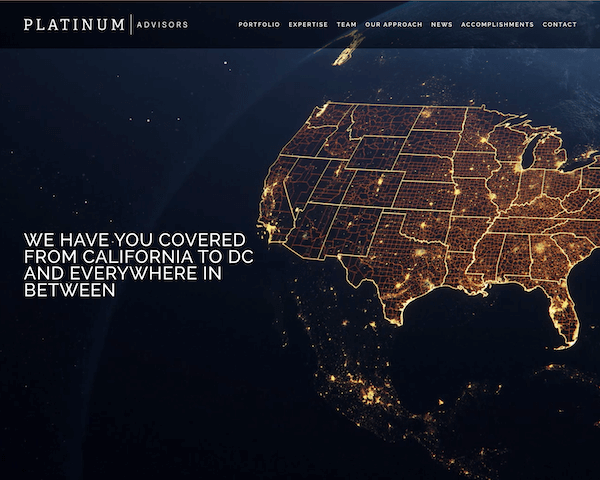 PLATINUM ADVISORS
PORTFOLIO EXPERTISE TEAM OUR APPROACH NEWS ACCOMPLISHMENTS CONTACT
WE HAVE YOU COVERED
FROM CALIFORNIA TO DC
AND EVERYWHERE IN
BETWEEN